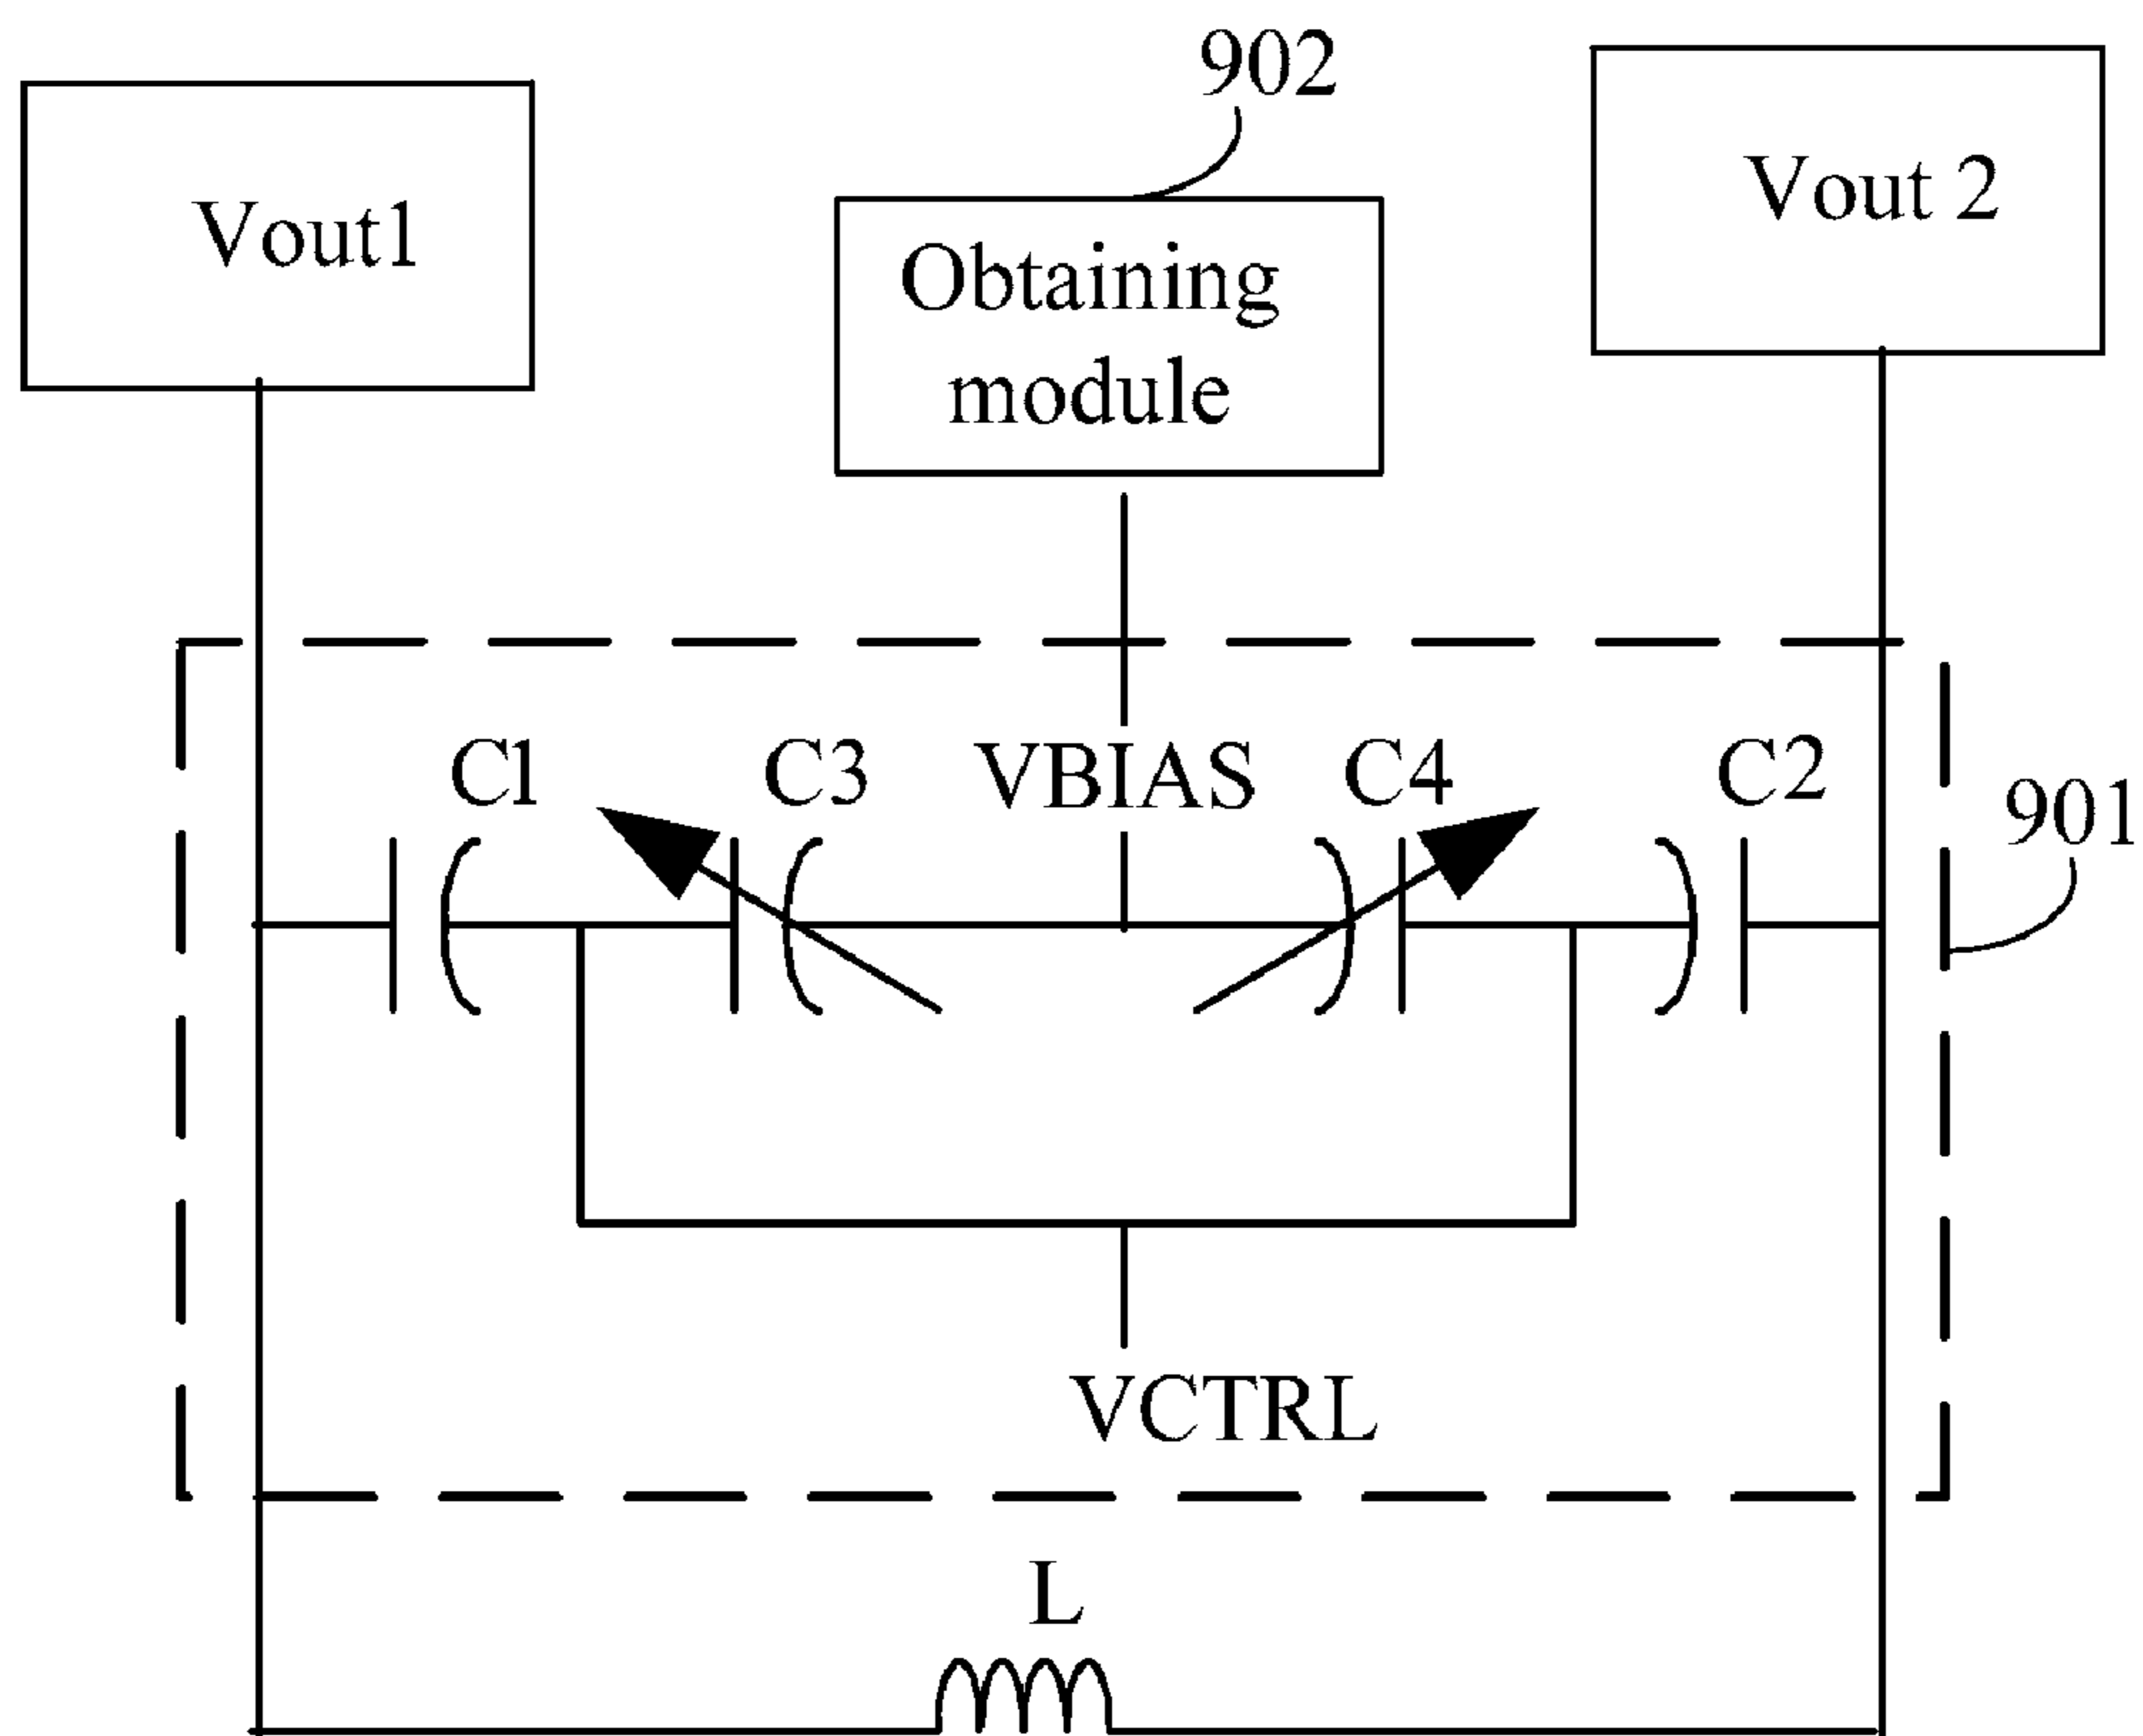 902
Vout1
Obtaining
module
Vout 2
C1
C3
VBIAS
C4
C2
901
VCTRL
L